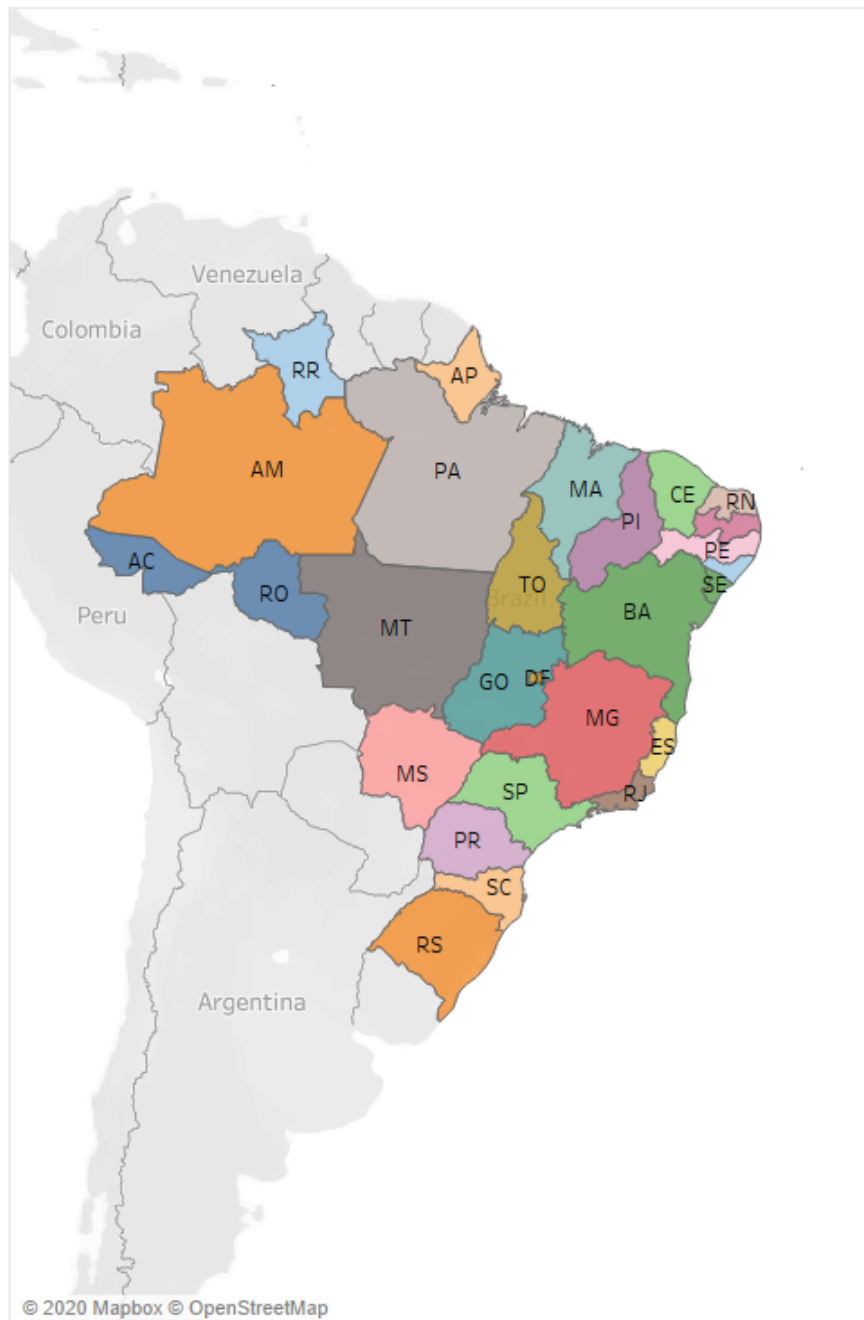 Venezuela
Colombia
RR
AP
AM
PA
MA
CE
RN
PI
PE
AC
SE
RO
TO
Brazil
BA
Peru
MT
GO
DF
MG
ES
MS
SP
RJ
PR
SC
RS
Argentina
© 2020 Mapbox © OpenStreetMap